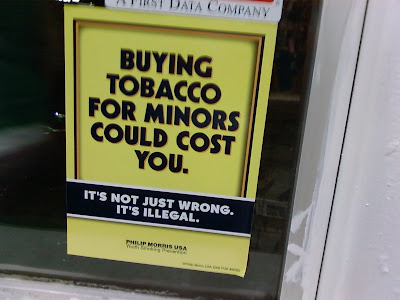 A FIRST DATA COMPANY
BUYING
TOBACCO
FOR MINORS
COULD COST
YOU.
IT'S NOT JUST WRONG.
IT'S ILLEGAL.
PHILIP MORRIS USA
Youth Smoking Prevention